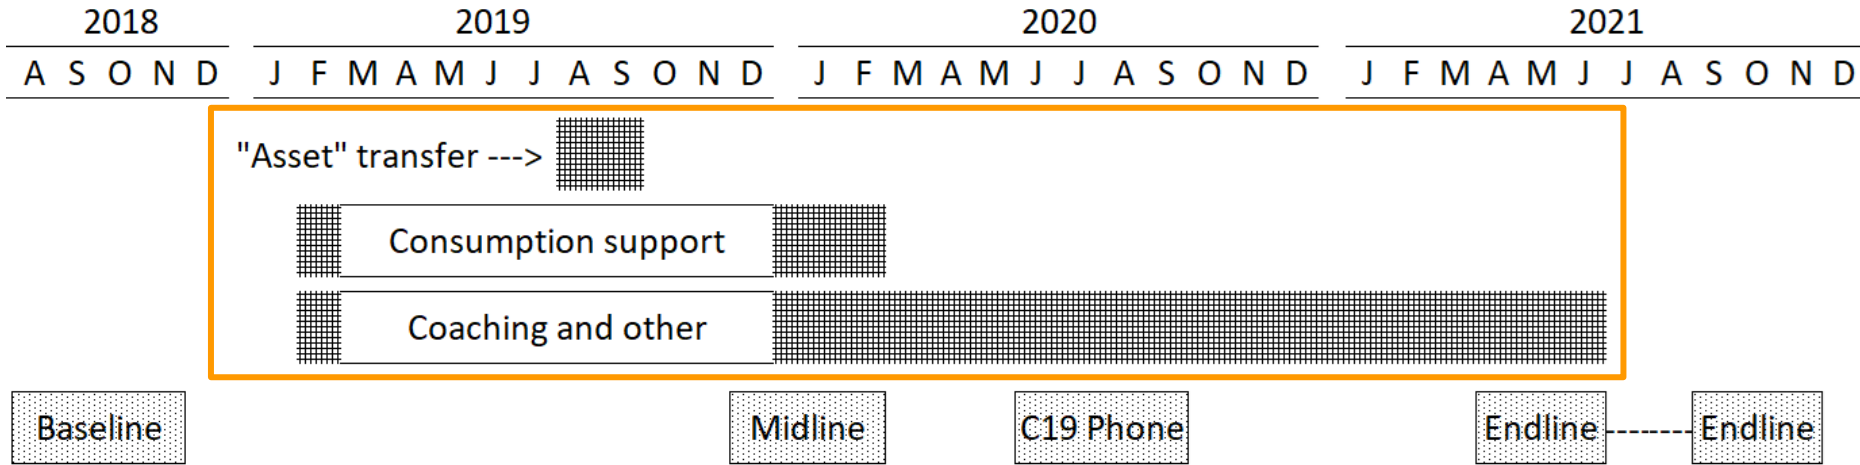 2018 2019 2020 2021
A S O N D J F M A M J J A S O N D J F M A M J J A S O N D J F M A M J J A S O N D
"Asset" transfer --->
Consumption support
Coaching and other
Baseline Midline C19 Phone Endline--------Endline